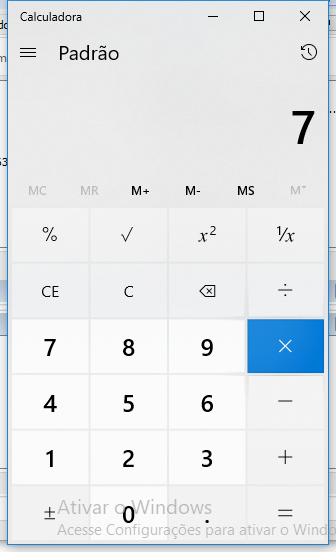 Calculadora
Padrão
7
MC MR M+ M- MS M˅
% √ x² ¹/x
CE C ÷
7 8 9 ×
4 5 6 −
1 2 3 +
± 0 . =
Ativar o Windows
Acesse Configurações para ativar o Wind